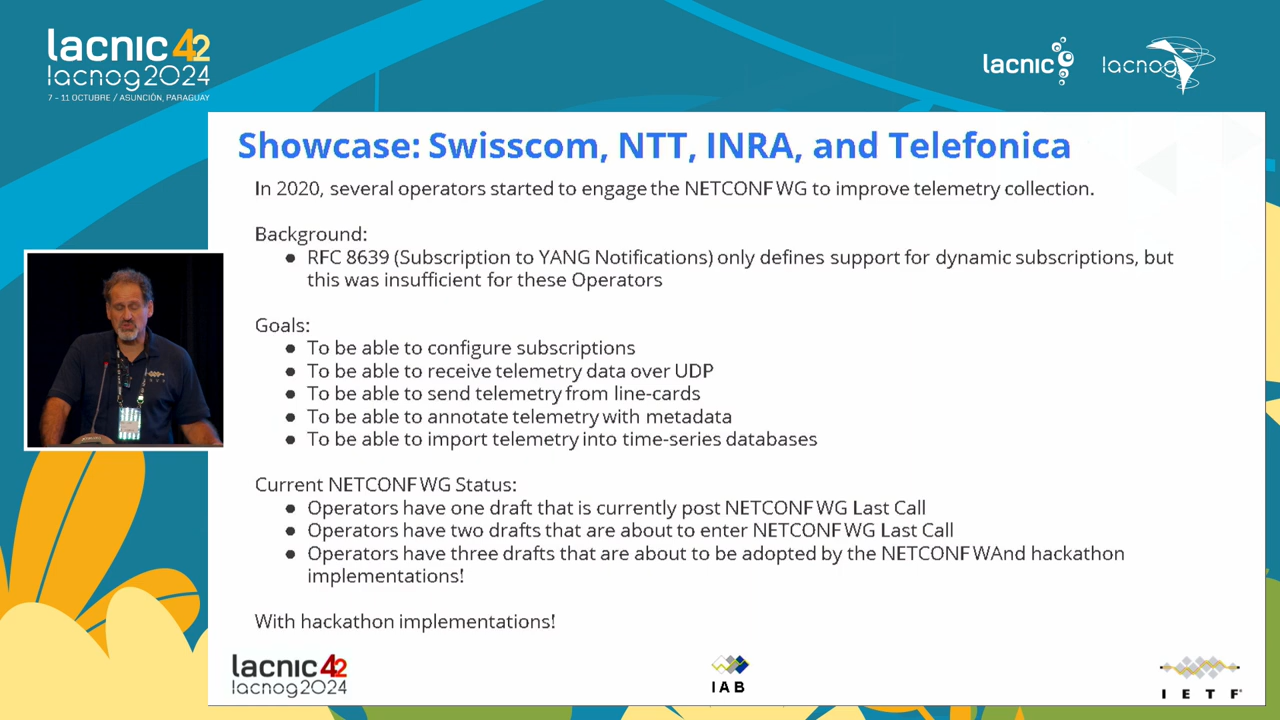 lacnic 42
lacnog2024
7 - 11 OCTUBRE / ASUNCIÓN, PARAGUAY
lacnic
lacnog
Showcase: Swisscom, NTT, INRA, and Telefonica
In 2020, several operators started to engage the NETCONF WG to improve telemetry collection.
Background:
● RFC 8639 (Subscription to YANG Notifications) only defines support for dynamic subscriptions, but
this was insufficient for these Operators
Goals:
● To be able to configure subscriptions
● To be able to receive telemetry data over UDP
● To be able to send telemetry from line-cards
● To be able to annotate telemetry with metadata
● To be able to import telemetry into time-series databases
Current NETCONF WG Status:
● Operators have one draft that is currently post NETCONF WG Last Call
● Operators have two drafts that are about to enter NETCONF WG Last Call
● Operators have three drafts that are about to be adopted by the NETCONF WAnd hackathon
implementations!
With hackathon implementations!
lacnic 42
lacnog2024
IAB
IETF®